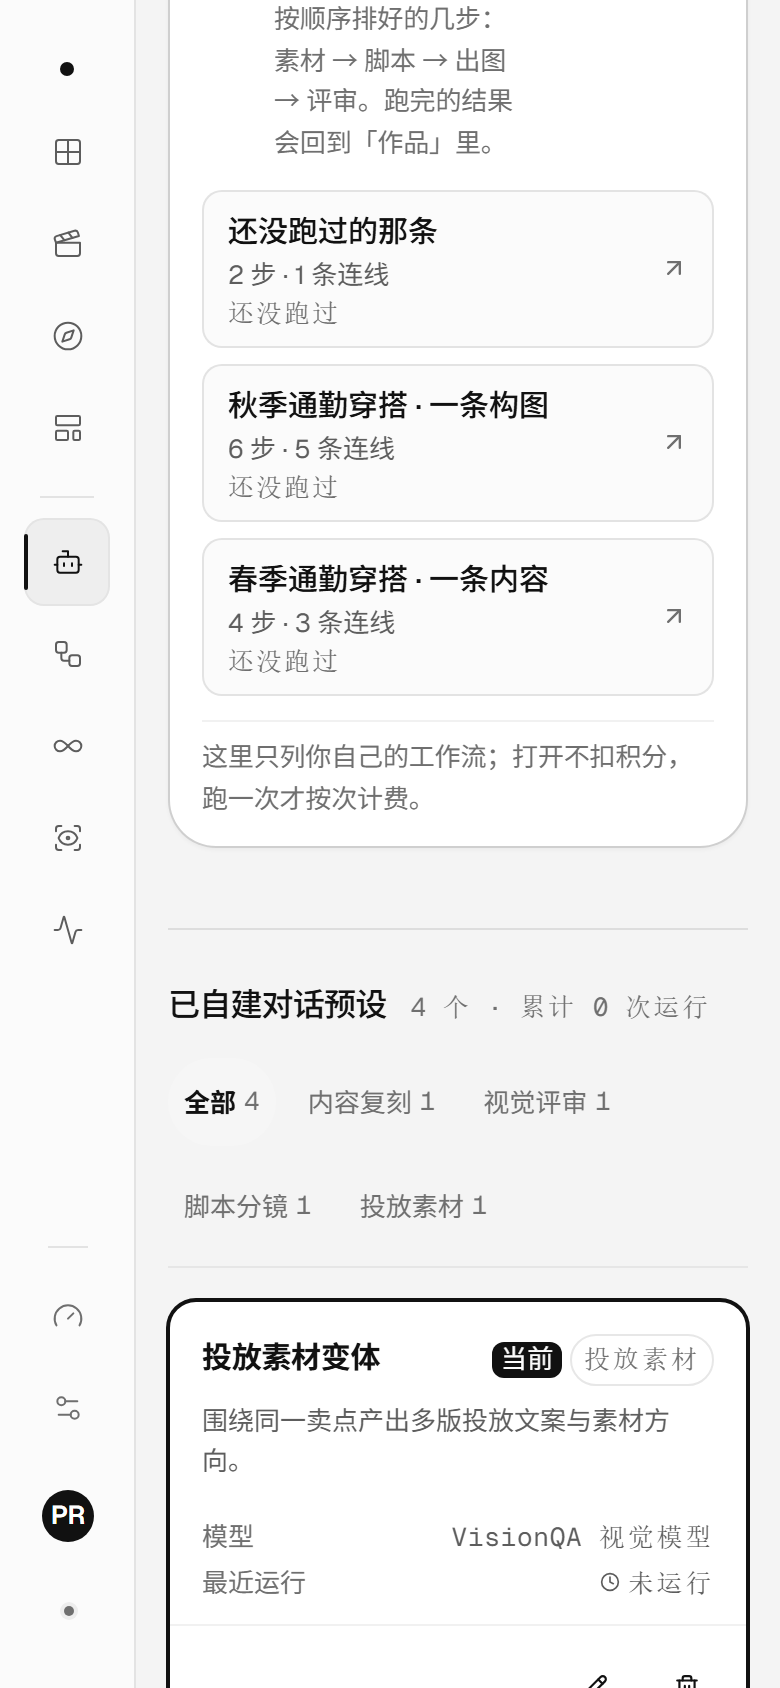 按顺序排好的几步：
素材 → 脚本 → 出图
→ 评审。跑完的结果
会回到「作品」里。
还没跑过的那条
2 步 · 1 条连线
还没跑过
秋季通勤穿搭 · 一条构图
6 步 · 5 条连线
还没跑过
春季通勤穿搭 · 一条内容
4 步 · 3 条连线
还没跑过
这里只列你自己的工作流；打开不扣积分，
跑一次才按次计费。
已自建对话预设 4 个 · 累计 0 次运行
全部 4 内容复刻 1 视觉评审 1
脚本分镜 1 投放素材 1
投放素材变体 当前 投放素材
围绕同一卖点产出多版投放文案与素材方
向。
模型 VisionQA 视觉模型
最近运行 未运行
PR